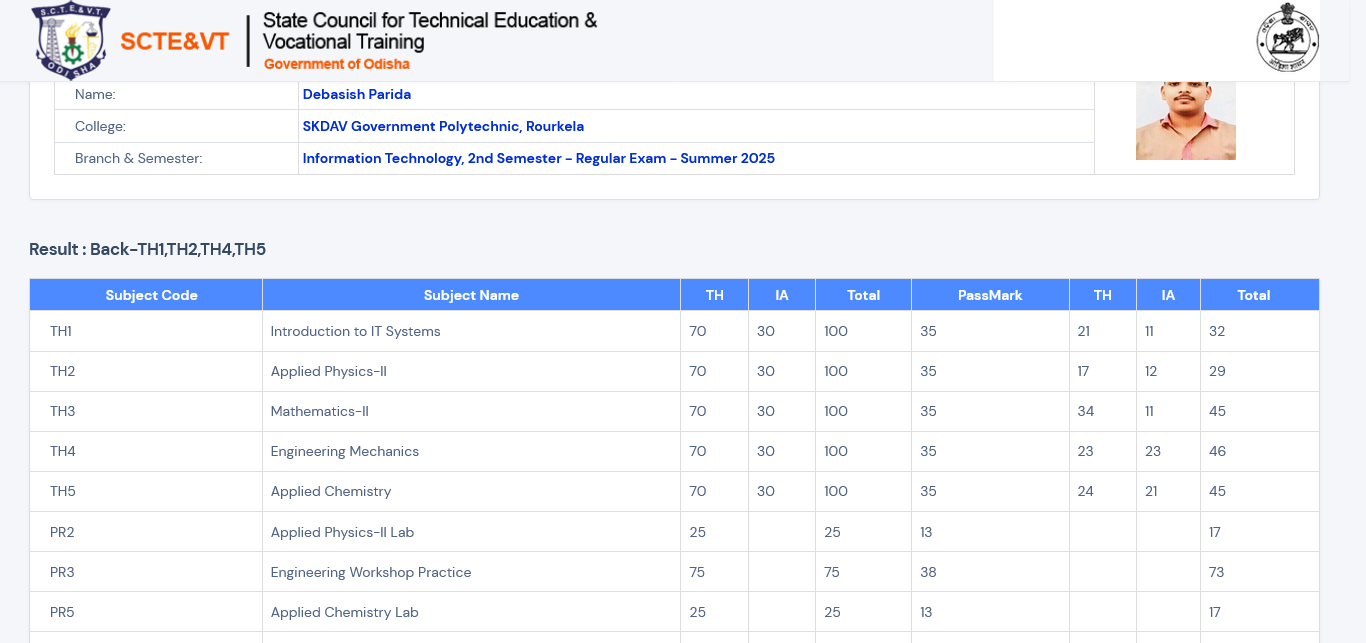 S.C.T.E.&V.T.
ODISHA
SCTE&VT
State Council for Technical Education &
Vocational Training
Government of Odisha
Name: Debasish Parida
College: SKDAV Government Polytechnic, Rourkela
Branch & Semester: Information Technology, 2nd Semester - Regular Exam - Summer 2025
Result : Back-TH1,TH2,TH4,TH5
Subject Code Subject Name TH IA Total PassMark TH IA Total
TH1 Introduction to IT Systems 70 30 100 35 21 11 32
TH2 Applied Physics-II 70 30 100 35 17 12 29
TH3 Mathematics-II 70 30 100 35 34 11 45
TH4 Engineering Mechanics 70 30 100 35 23 23 46
TH5 Applied Chemistry 70 30 100 35 24 21 45
PR2 Applied Physics-II Lab 25 25 13 17
PR3 Engineering Workshop Practice 75 75 38 73
PR5 Applied Chemistry Lab 25 25 13 17